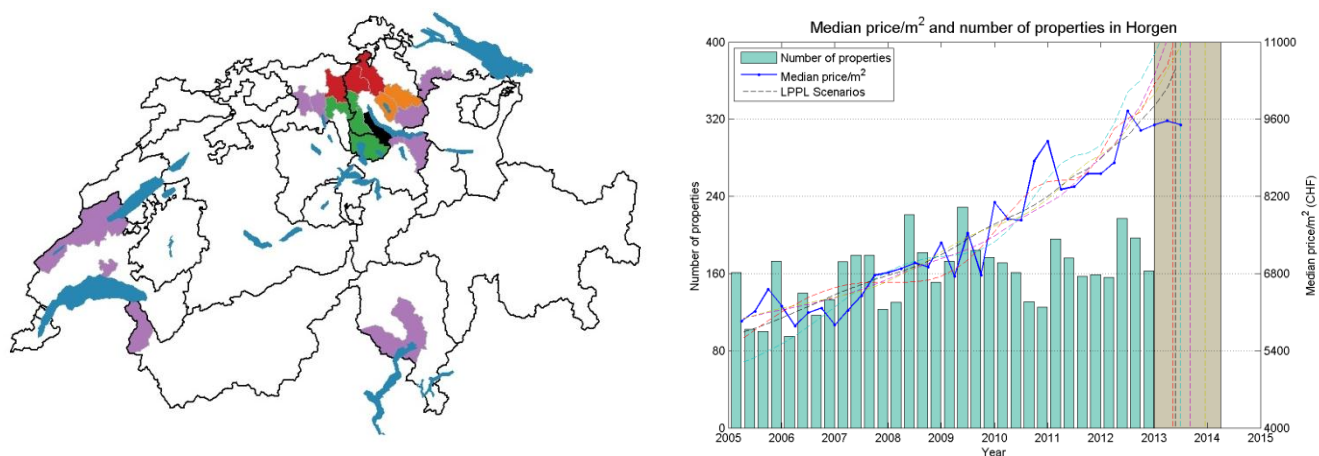 Median price/m² and number of properties in Horgen
Number of properties
Median price/m²
LPPL Scenarios
400
320
240
160
80
0
Number of properties
11000
9600
8200
6800
5400
4000
Median price/m² (CHF)
2005 2006 2007 2008 2009 2010 2011 2012 2013 2014 2015
Year